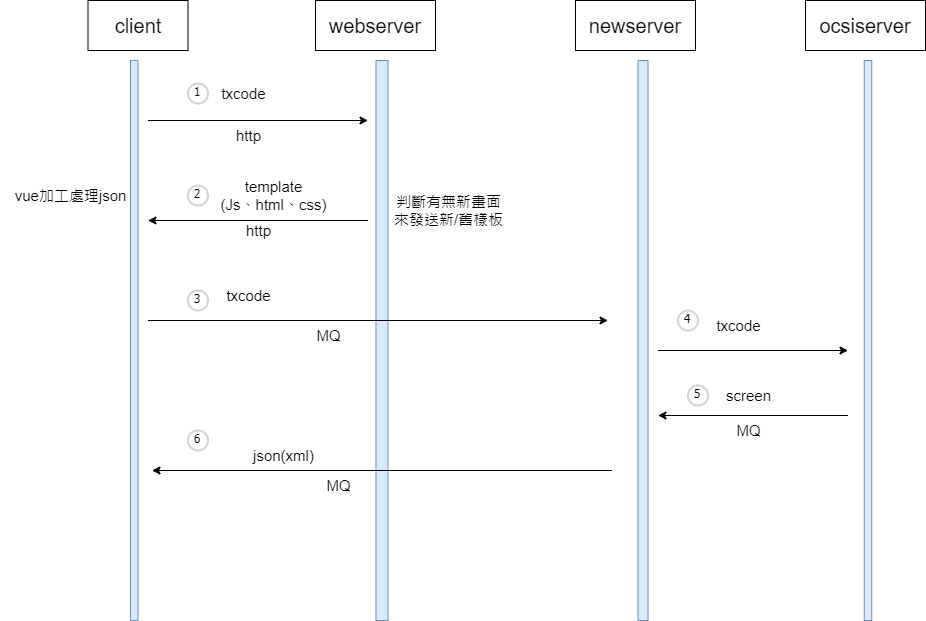 client
webserver
newserver
ocsiserver
1
txcode
http
vue加工處理json
2
template
(Js、html、css)
http
判斷有無新畫面
來發送新/舊樣板
3
txcode
MQ
4
txcode
5
screen
MQ
6
json(xml)
MQ